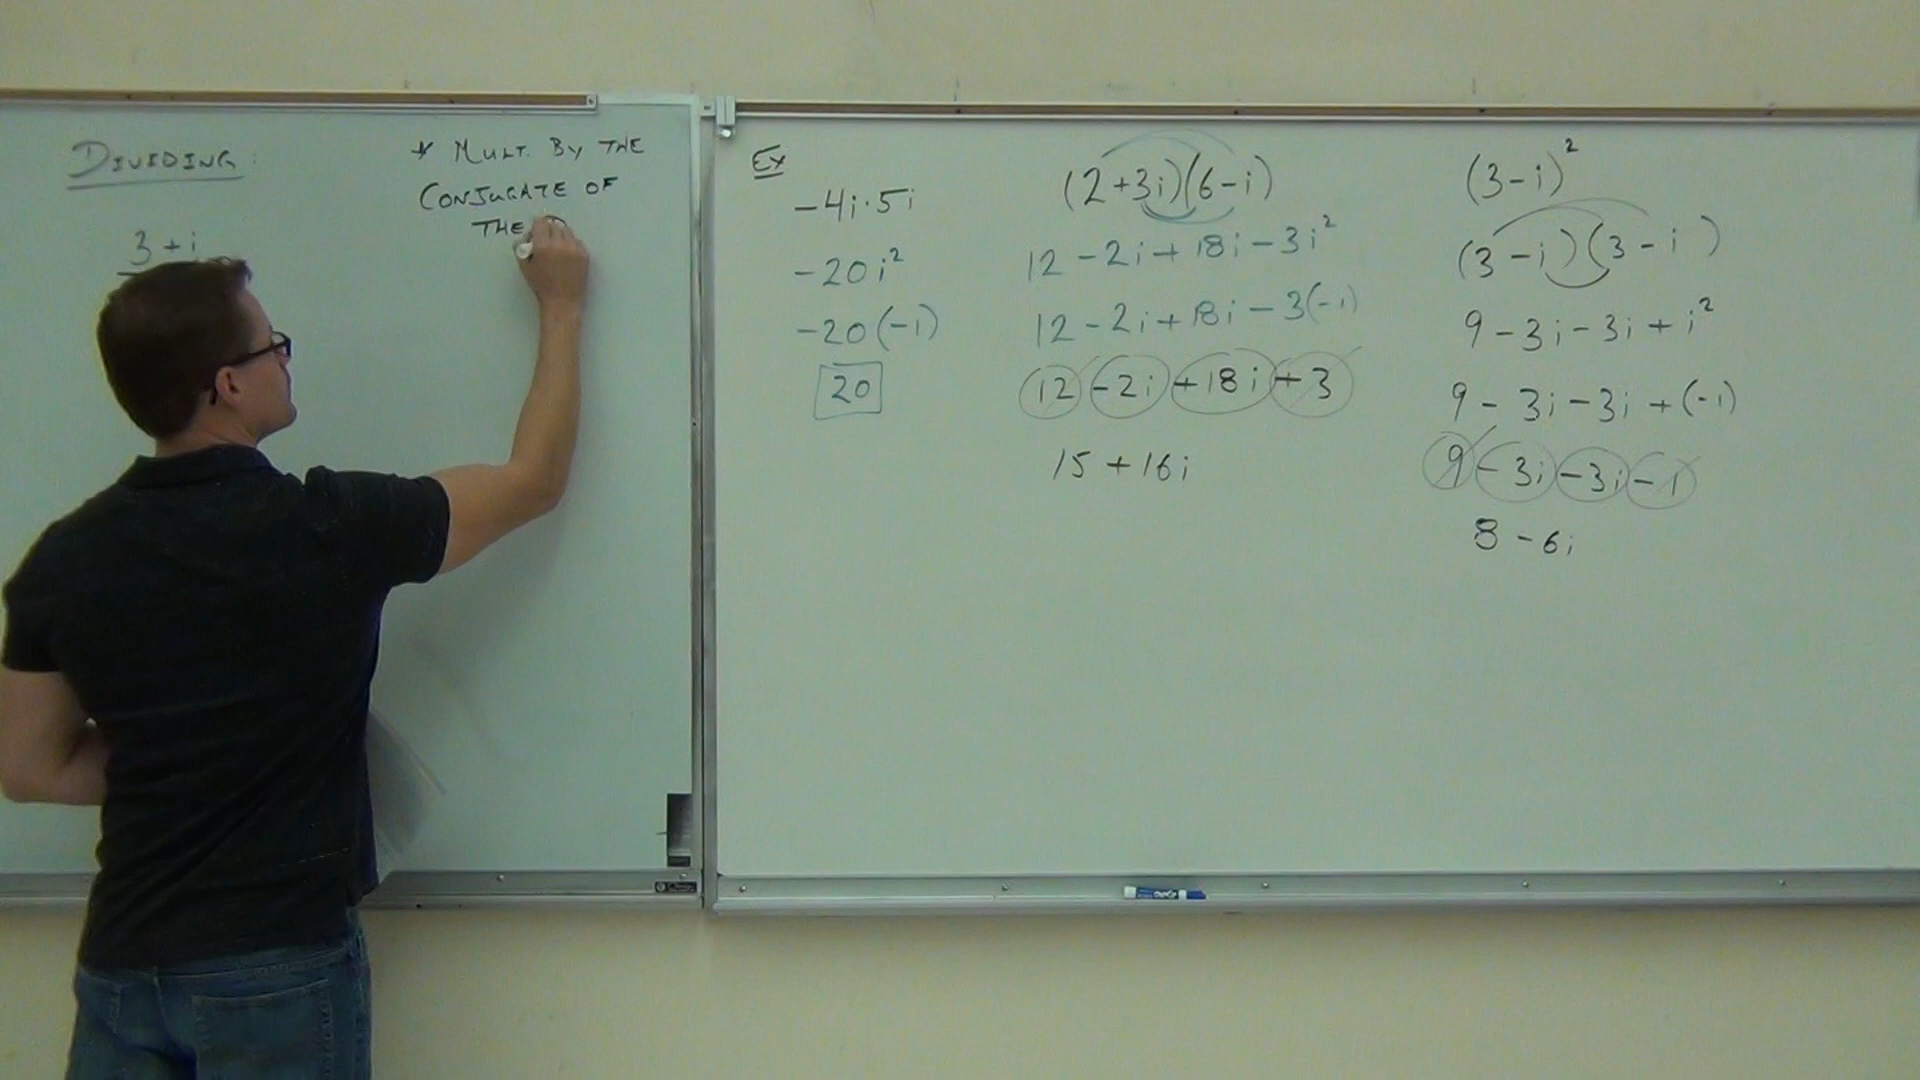 DIVIDING:
3 + i
* MULT. BY THE
CONJUGATE OF
THE
Ex
-4i·5i
-20i²
-20(-1)
20
(2+3i)(6-i)
12 -2i + 18i - 3i²
12 - 2i + 18i - 3(-1)
12 -2i +18i +3
15 + 16i
(3-i)²
(3-i)(3-i)
9 - 3i - 3i + i²
9 - 3i - 3i + (-1)
9 - 3i - 3i - 1
8 - 6i
EXPO